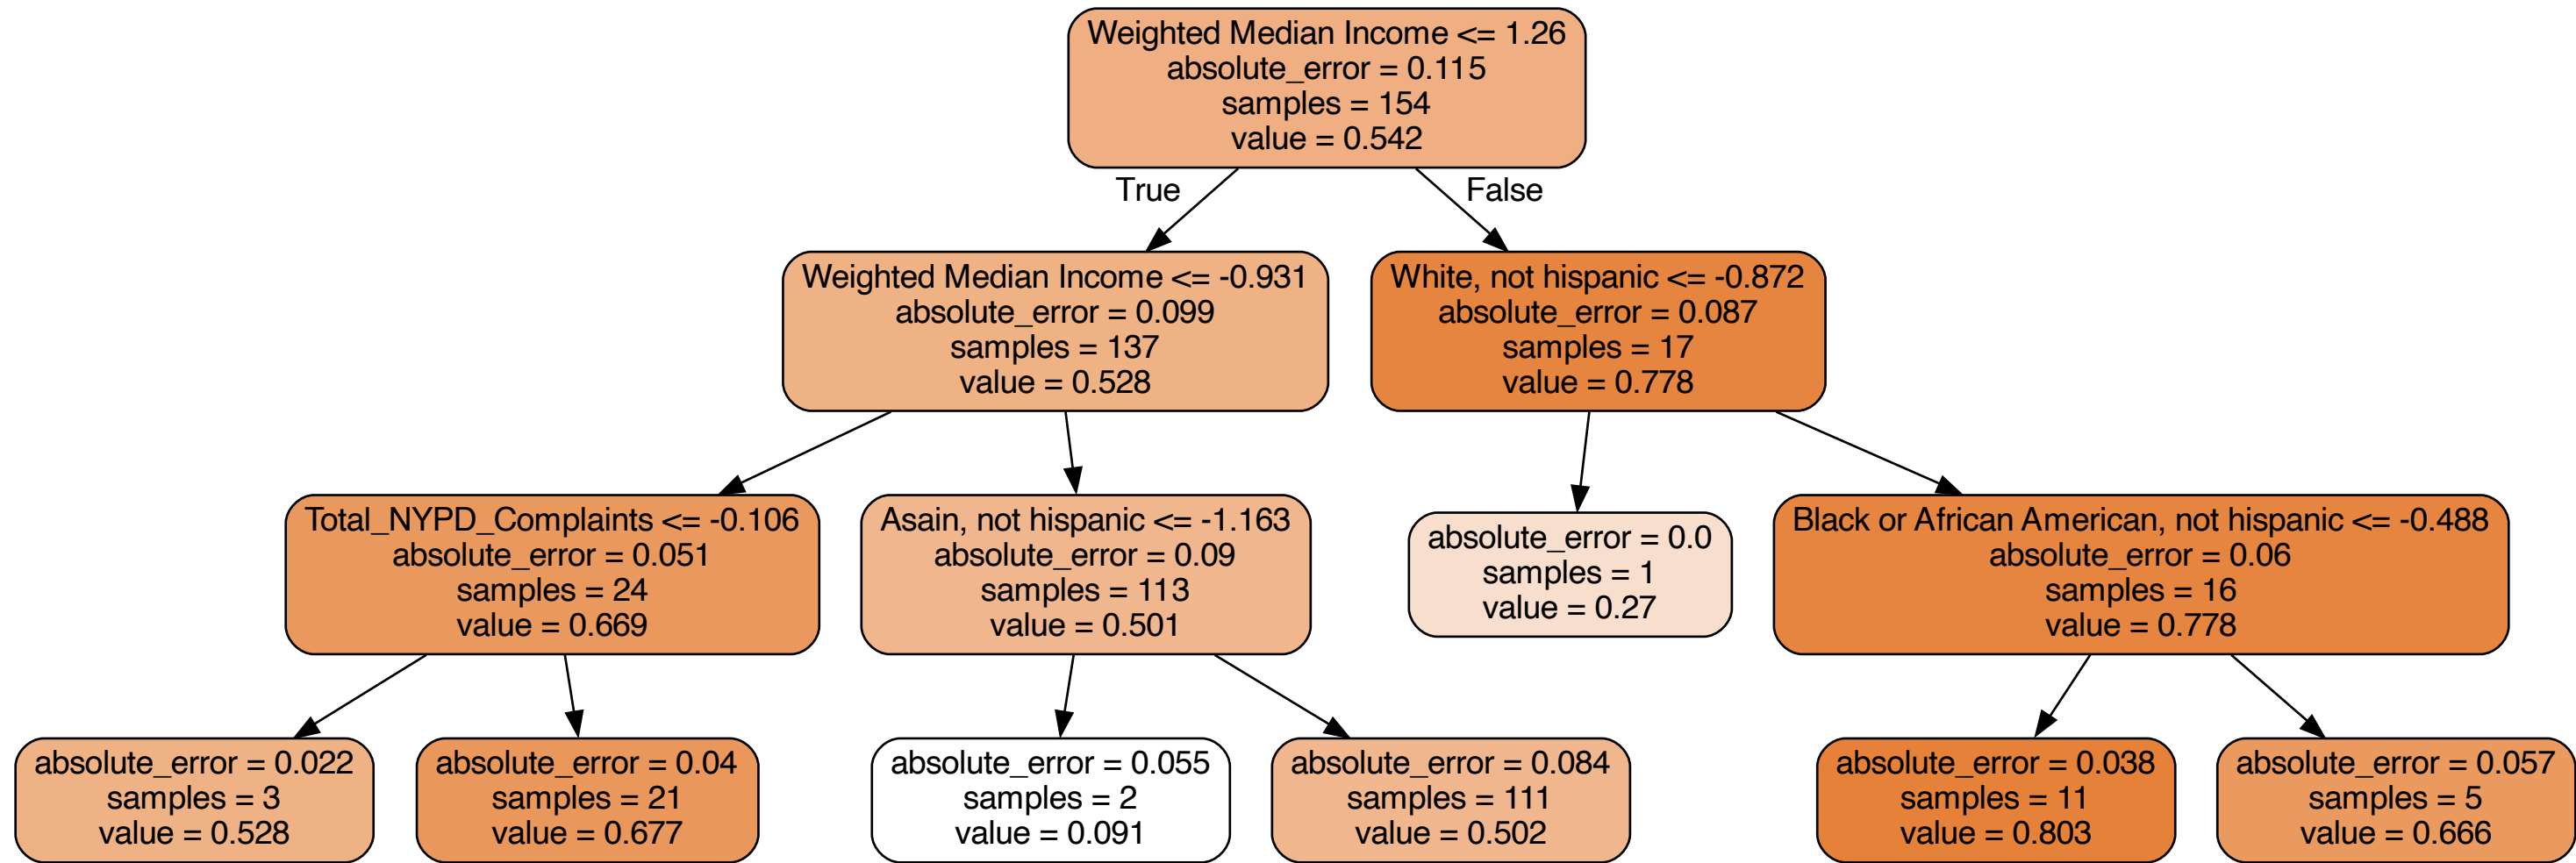 Weighted Median Income <= 1.26
absolute_error = 0.115
samples = 154
value = 0.542
True
False
Weighted Median Income <= -0.931
absolute_error = 0.099
samples = 137
value = 0.528
White, not hispanic <= -0.872
absolute_error = 0.087
samples = 17
value = 0.778
Total_NYPD_Complaints <= -0.106
absolute_error = 0.051
samples = 24
value = 0.669
Asain, not hispanic <= -1.163
absolute_error = 0.09
samples = 113
value = 0.501
absolute_error = 0.0
samples = 1
value = 0.27
Black or African American, not hispanic <= -0.488
absolute_error = 0.06
samples = 16
value = 0.778
absolute_error = 0.022
samples = 3
value = 0.528
absolute_error = 0.04
samples = 21
value = 0.677
absolute_error = 0.055
samples = 2
value = 0.091
absolute_error = 0.084
samples = 111
value = 0.502
absolute_error = 0.038
samples = 11
value = 0.803
absolute_error = 0.057
samples = 5
value = 0.666